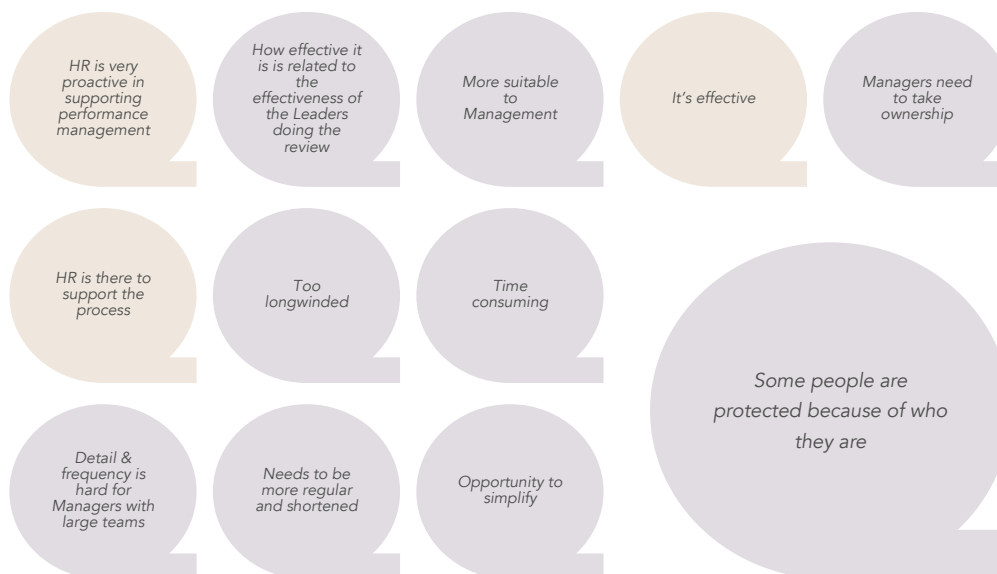 HR is very
proactive in
supporting
performance
management
How effective it
is is related to
the
effectiveness of
the Leaders
doing the
review
More suitable
to
Management
It's effective
Managers need
to take
ownership
HR is there to
support the
process
Too
longwinded
Time
consuming
Some people are
protected because of who
they are
Detail &
frequency is
hard for
Managers with
large teams
Needs to be
more regular
and shortened
Opportunity to
simplify